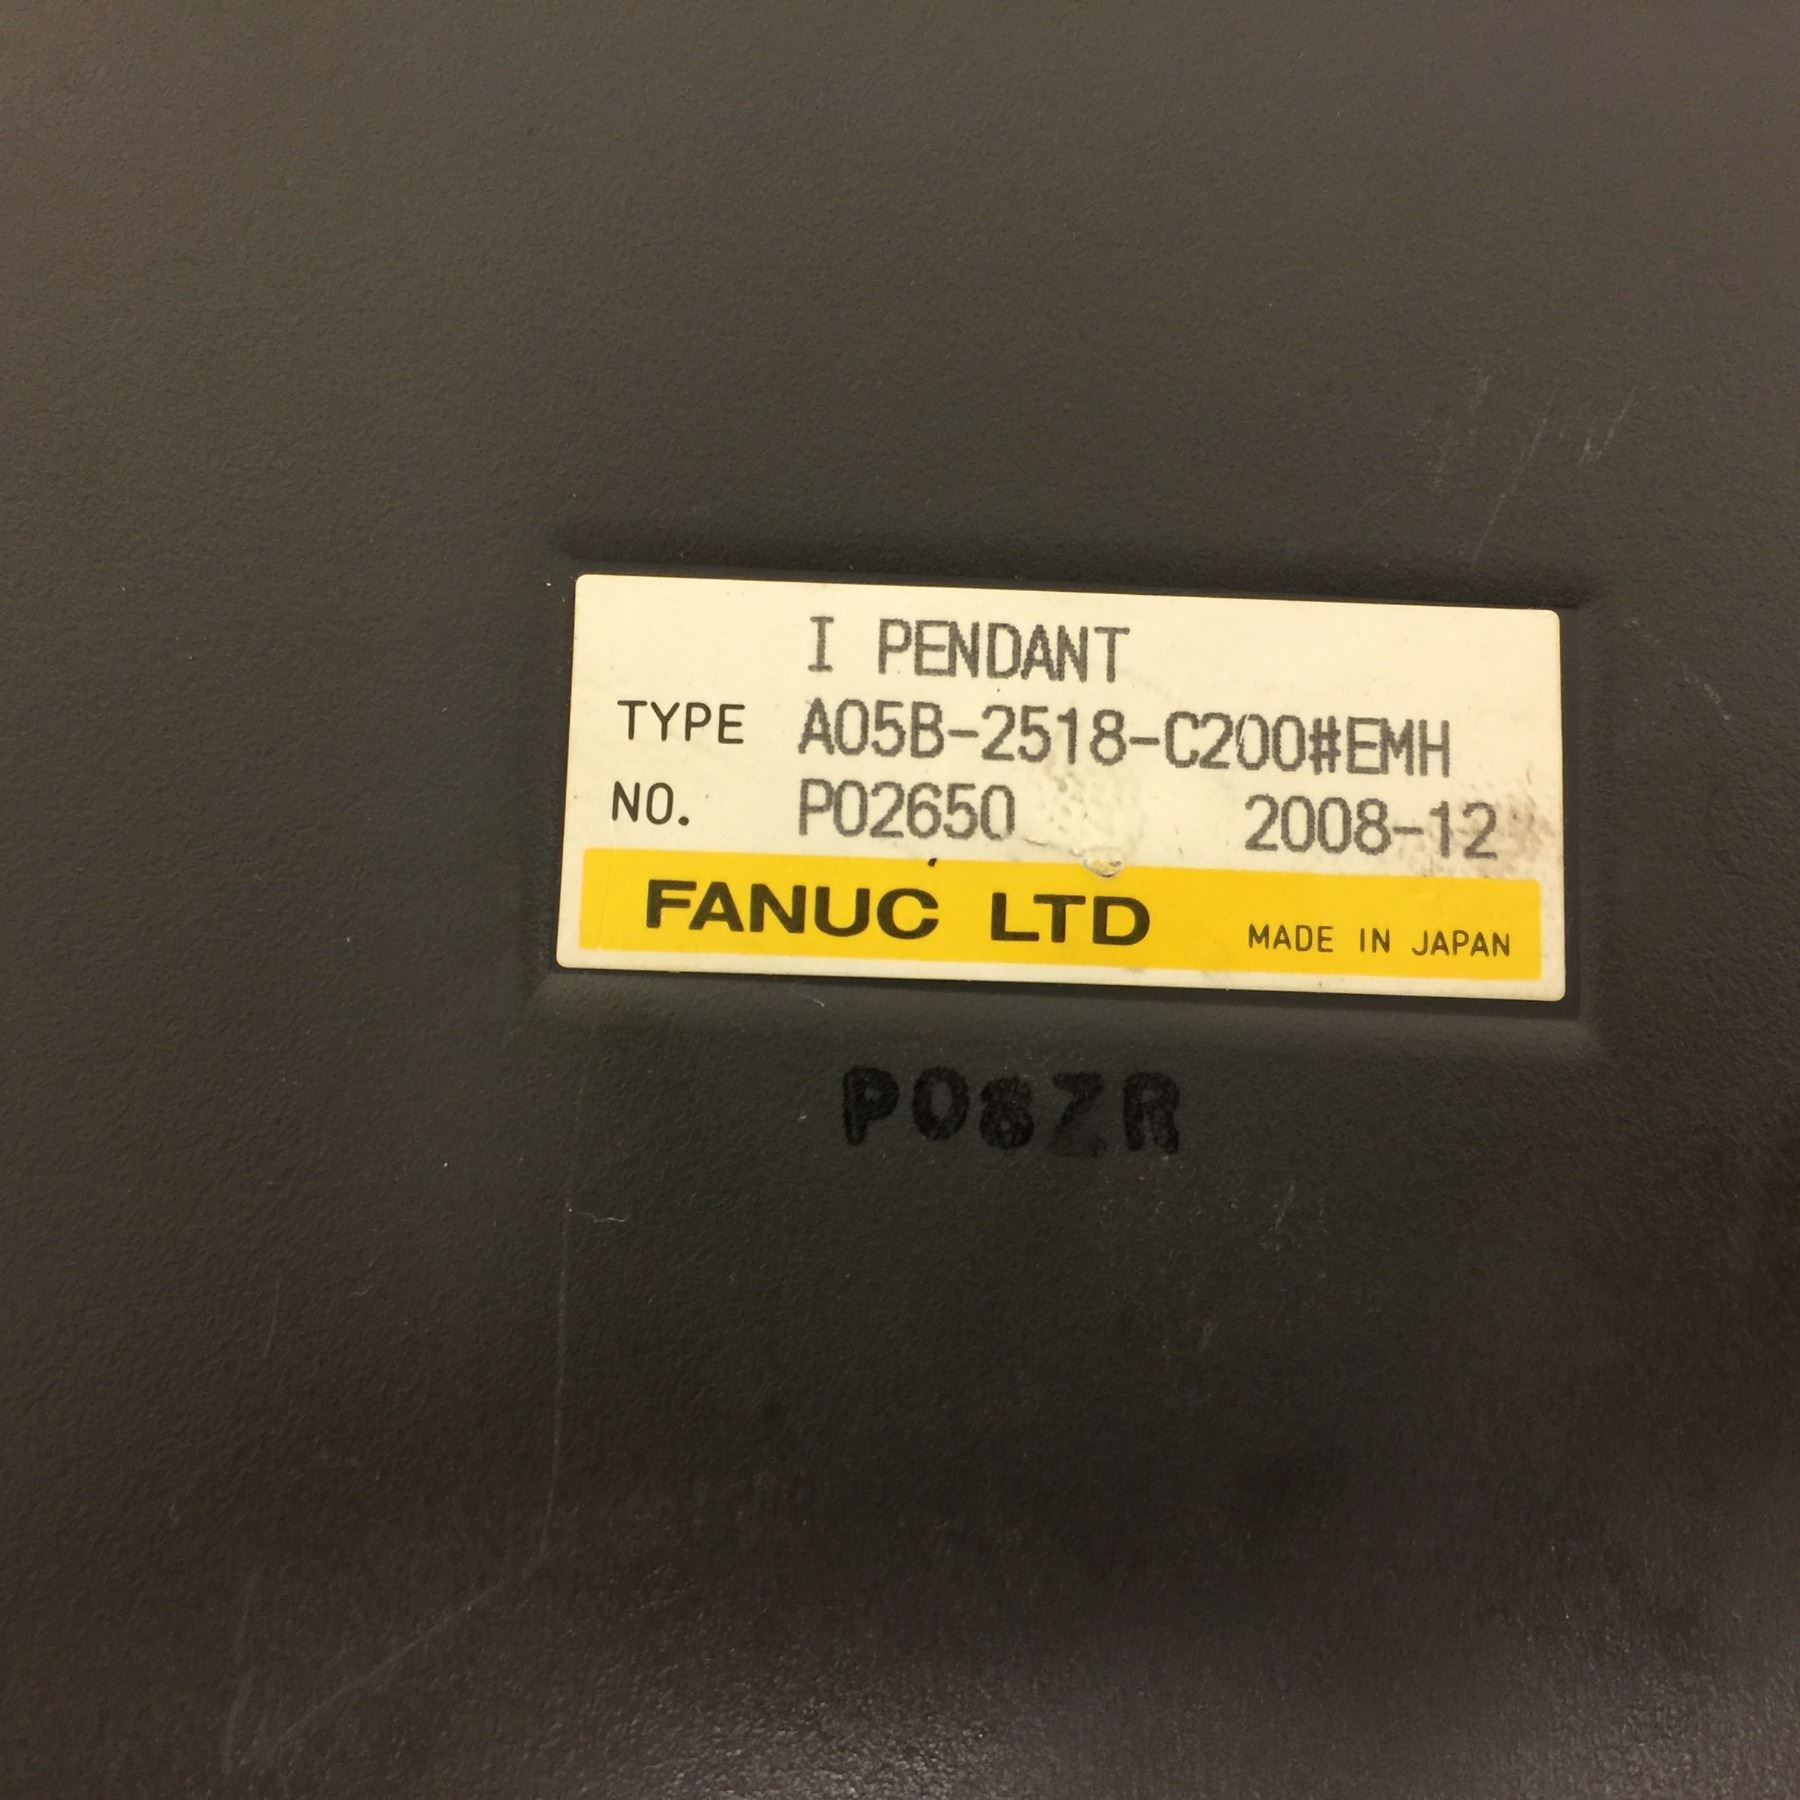 I PENDANT
TYPE A05B-2518-C200#EMH
NO. P02650 2008-12
FANUC LTD MADE IN JAPAN
P08ZR